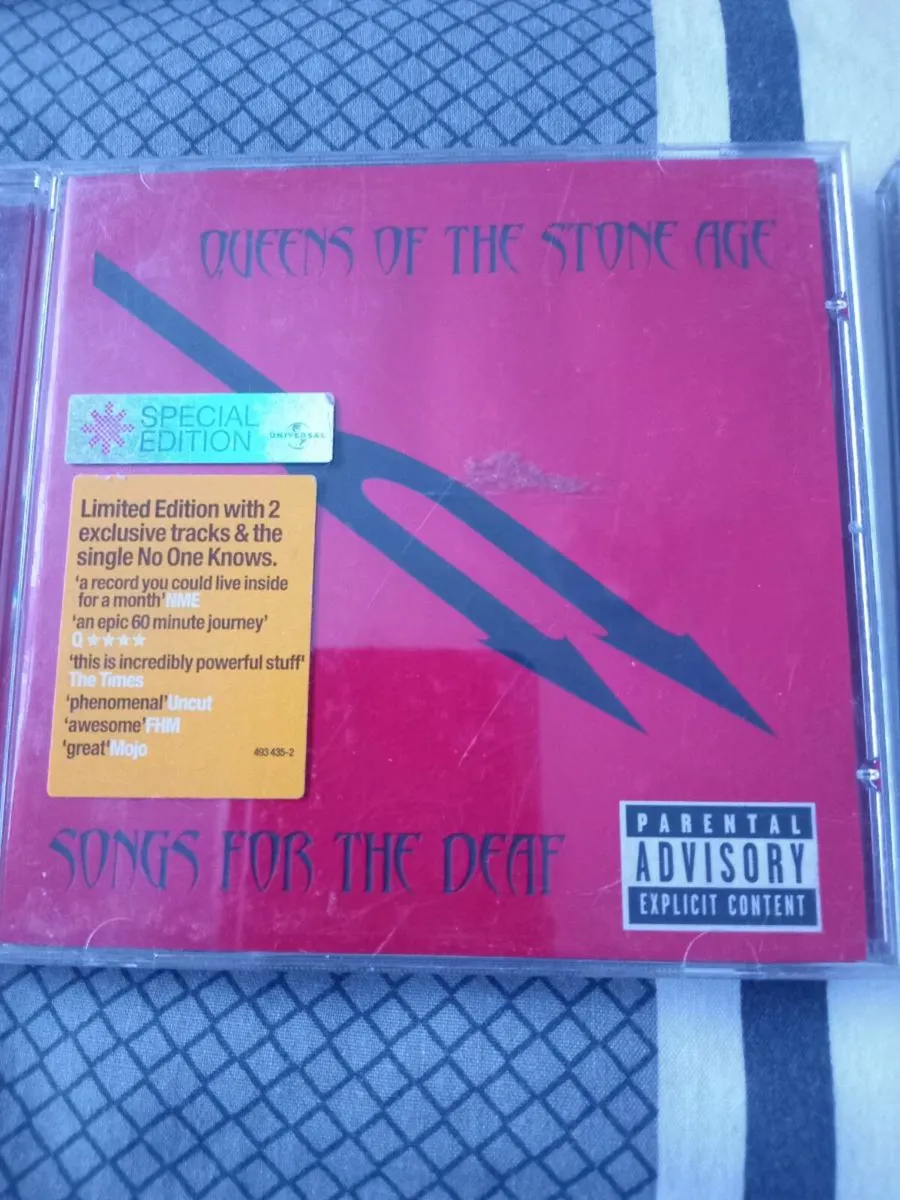 QUEENS OF THE STONE AGE
SPECIAL
EDITION
UNIVERSAL
Limited Edition with 2
exclusive tracks & the
single No One Knows.
'a record you could live inside
for a month' NME
'an epic 60 minute journey'
Q ★★★★
'this is incredibly powerful stuff'
The Times
'phenomenal' Uncut
'awesome' FHM
'great' Mojo
493 435-2
SONGS FOR THE DEAF
PARENTAL
ADVISORY
EXPLICIT CONTENT